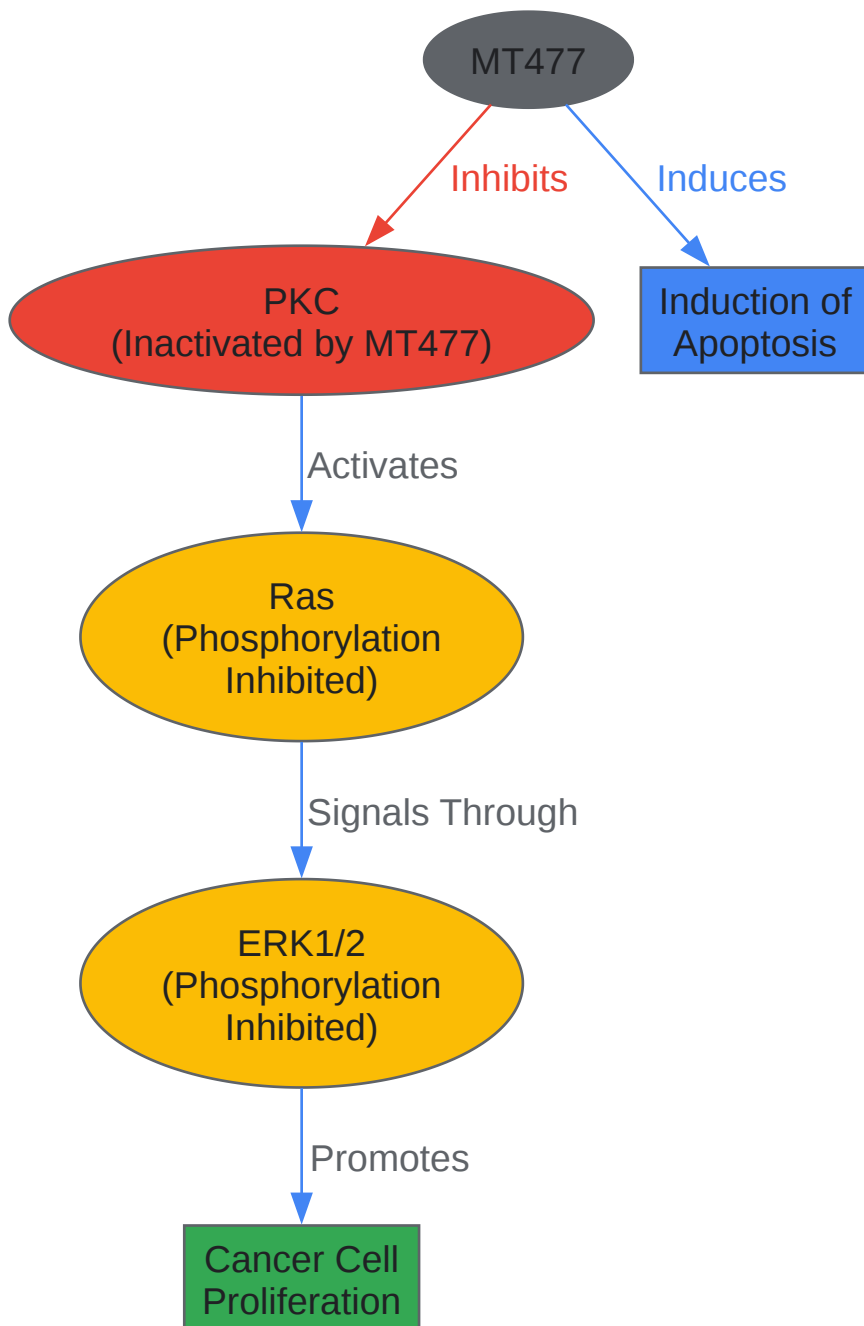 MT477
Inhibits
Induces
PKC
(Inactivated by MT477)
Induction of
Apoptosis
Activates
Ras
(Phosphorylation
Inhibited)
Signals Through
ERK1/2
(Phosphorylation
Inhibited)
Promotes
Cancer Cell
Proliferation